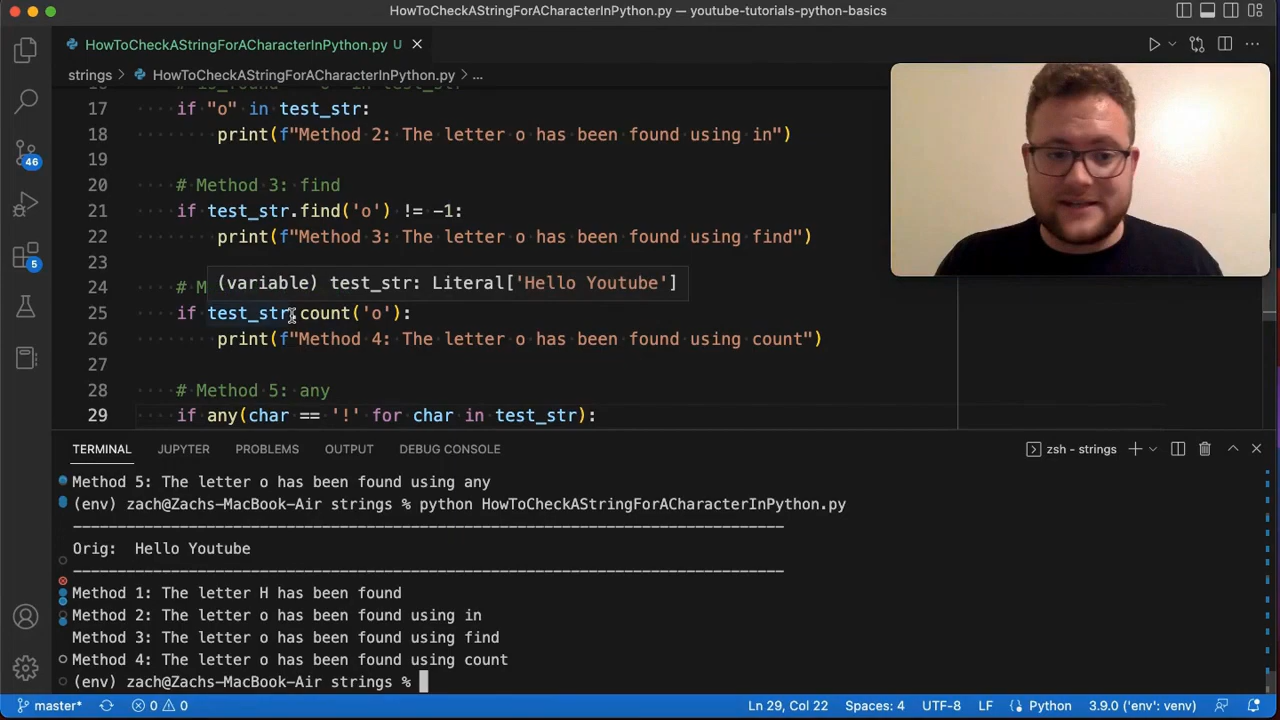 HowToCheckAStringForACharacterInPython.py — youtube-tutorials-python-basics
HowToCheckAStringForACharacterInPython.py U
strings > HowToCheckAStringForACharacterInPython.py > ...
17 if "o" in test_str:
18 print(f"Method 2: The letter o has been found using in")
19
20 # Method 3: find
21 if test_str.find('o') != -1:
22 print(f"Method 3: The letter o has been found using find")
23
(variable) test_str: Literal['Hello Youtube']
24 # M
25 if test_str.count('o'):
26 print(f"Method 4: The letter o has been found using count")
27
28 # Method 5: any
29 if any(char == '!' for char in test_str):
46
5
TERMINAL JUPYTER PROBLEMS OUTPUT DEBUG CONSOLE zsh - strings
Method 5: The letter o has been found using any
(env) zach@Zachs-MacBook-Air strings % python HowToCheckAStringForACharacterInPython.py
Orig: Hello Youtube
Method 1: The letter H has been found
Method 2: The letter o has been found using in
Method 3: The letter o has been found using find
Method 4: The letter o has been found using count
(env) zach@Zachs-MacBook-Air strings %
master* 0 0 Ln 29, Col 22 Spaces: 4 UTF-8 LF Python 3.9.0 ('env': venv)